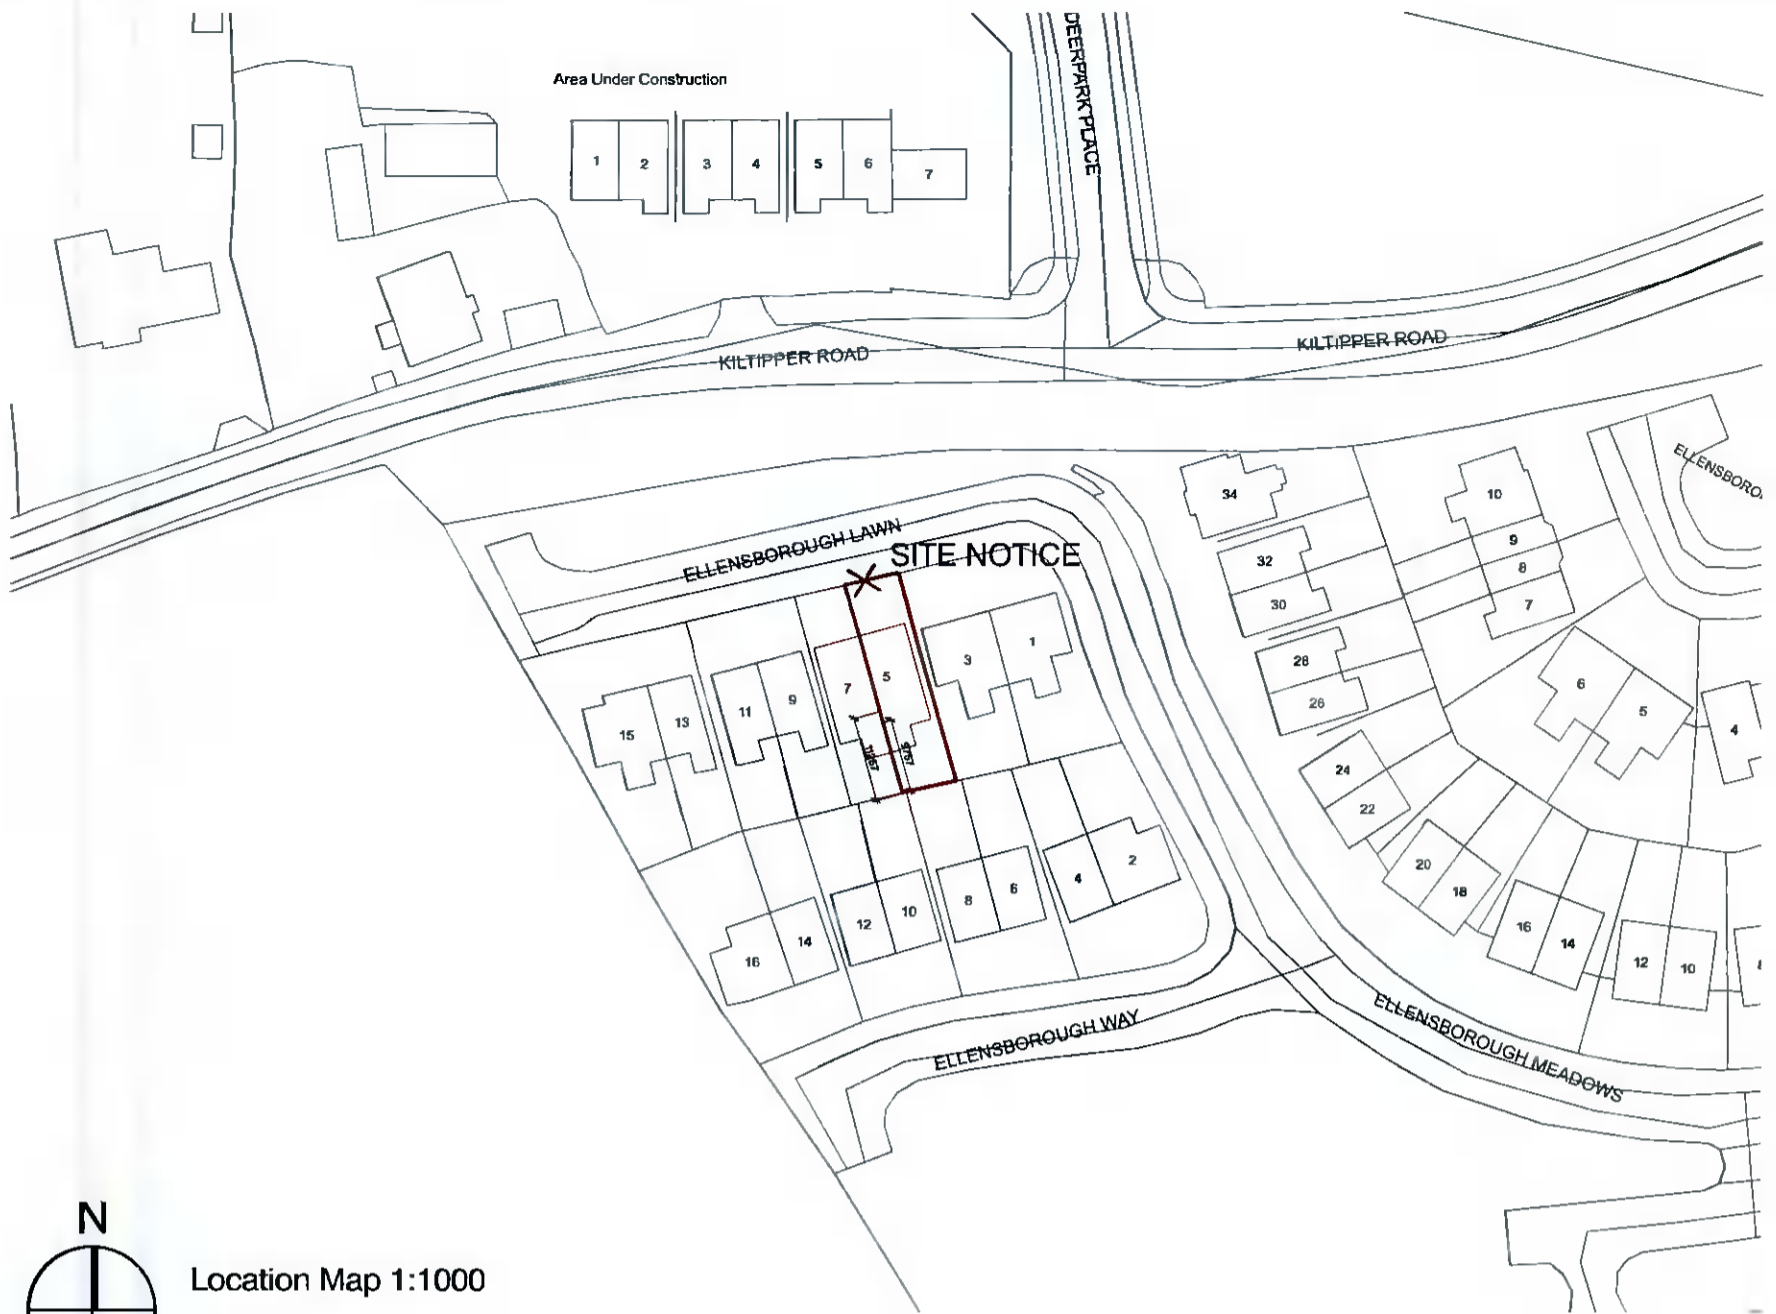 Area Under Construction
DEERPARK PLACE
1 2 3 4 5 6 7
KILTIPPER ROAD
KILTIPPER ROAD
ELLENSBOROUGH LAWN
SITE NOTICE
34
32
30
28
26
24
22
20
18
16
14
12
10
10
9
8
7
6
5
4
15 13 11 9 7 5 3 1
9757
16 14 12 10 8 6 4 2
ELLENSBOROUGH WAY
ELLENSBOROUGH MEADOWS
N
Location Map 1:1000